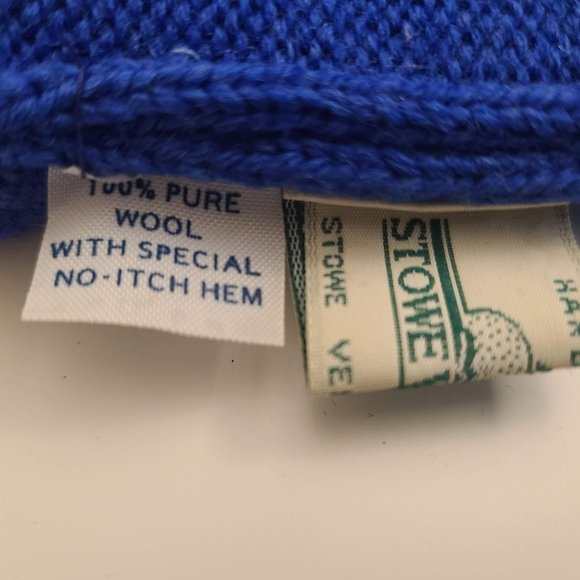 100% PURE
WOOL
WITH SPECIAL
NO-ITCH HEM
STOWE
STOWE